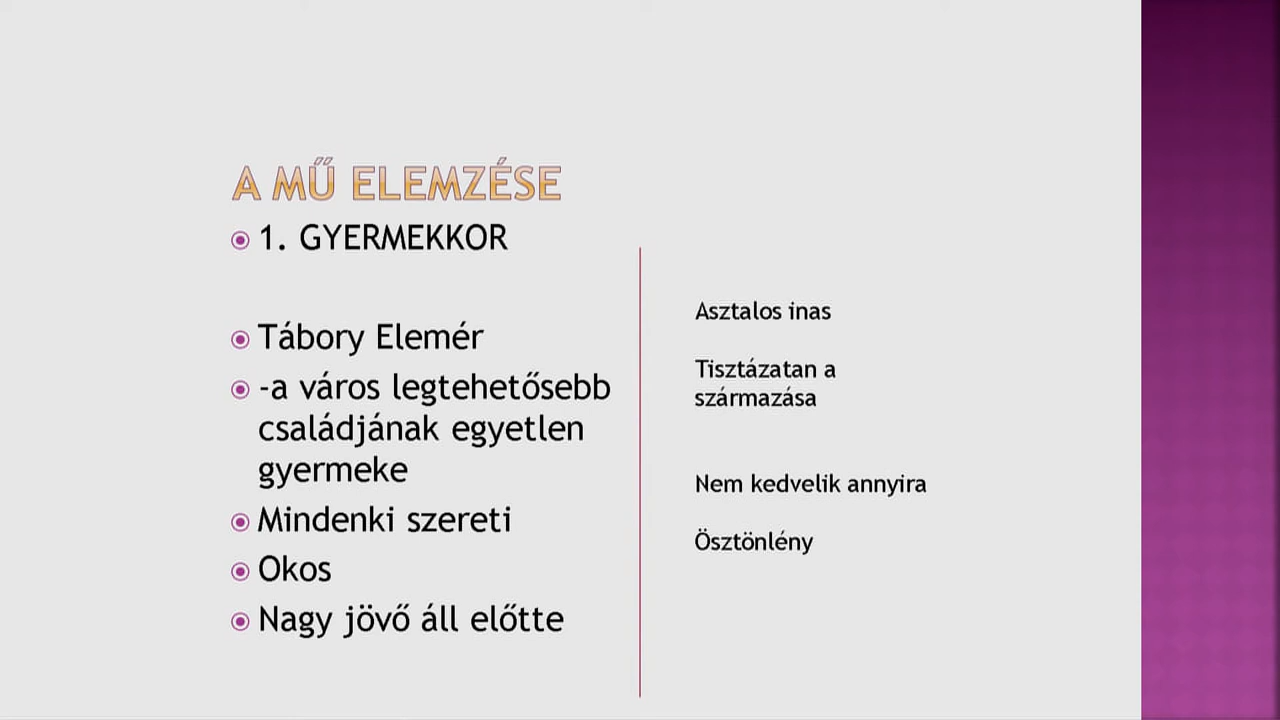 A MŰ ELEMZÉSE
1. GYERMEKKOR
Tábory Elemér
-a város legtehetősebb
családjának egyetlen
gyermeke
Mindenki szereti
Okos
Nagy jövő áll előtte
Asztalos inas
Tisztázatan a
származása
Nem kedvelik annyira
Ösztönlény